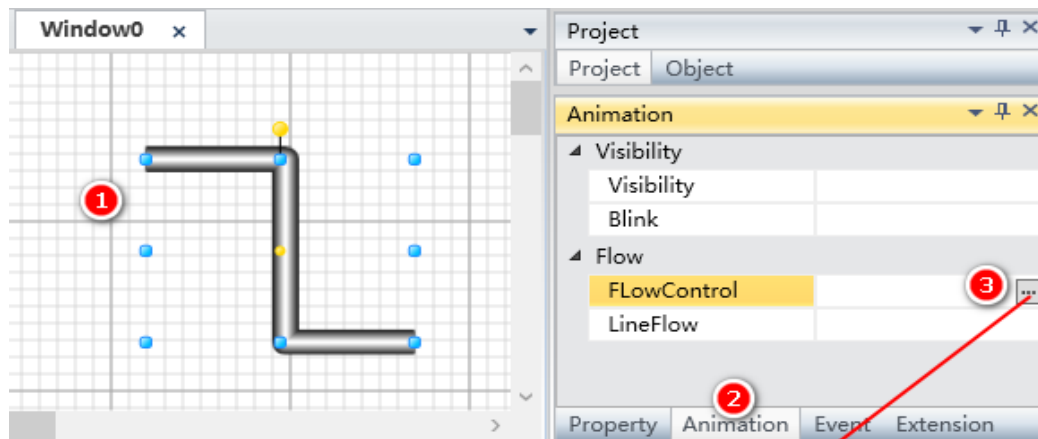 Window0 x
1
Project
Project Object
Animation
Visibility
Visibility
Blink
Flow
FLowControl 3 ...
LineFlow
2
Property Animation Event Extension